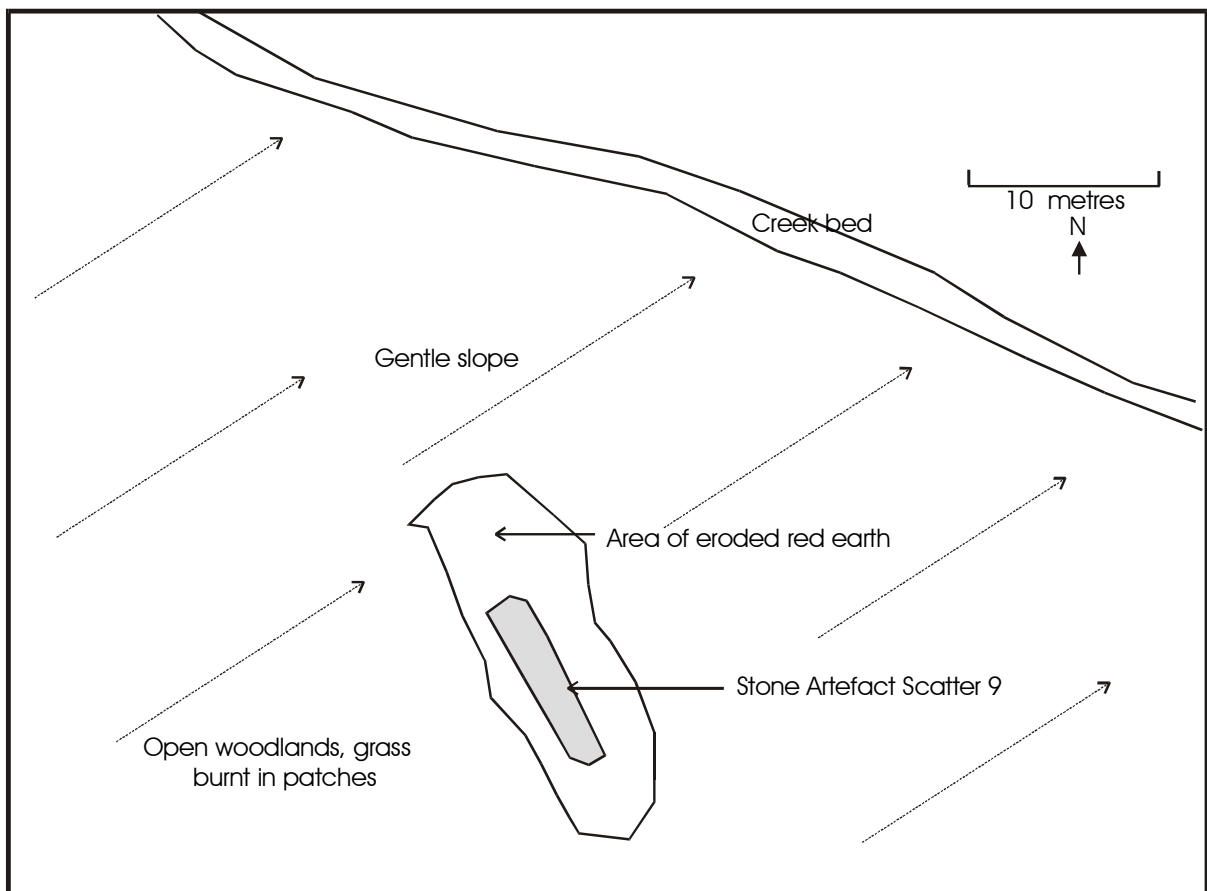 10 metres
N
Creek bed
Gentle slope
Area of eroded red earth
Stone Artefact Scatter 9
Open woodlands, grass
burnt in patches